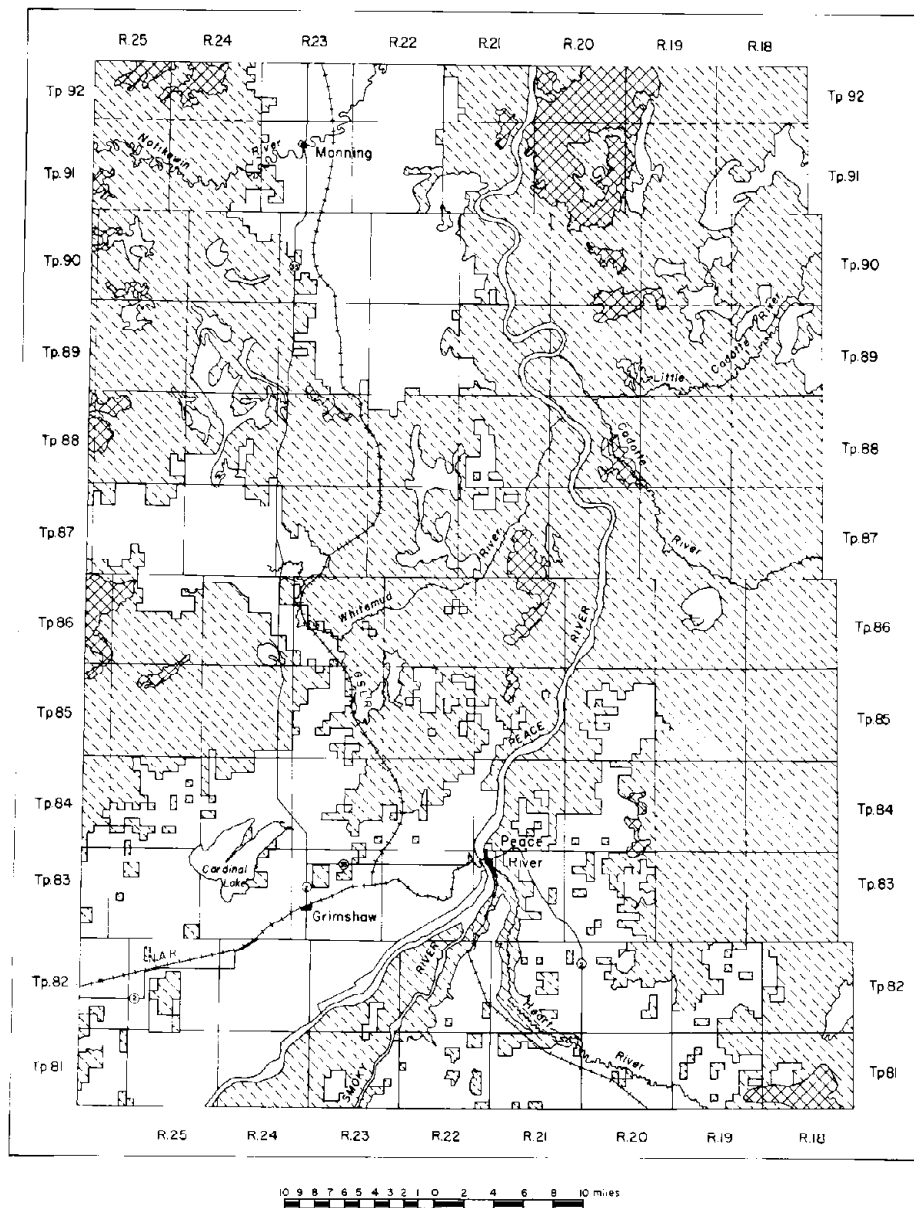 R.25 R.24 R.23 R.22 R.21 R.20 R.19 R.18
Tp. 92 Tp. 92
Notikewin River
Manning
Tp. 91 Tp. 91
Tp. 90 Tp. 90
Little Cadotte River
Tp. 89 Tp. 89
Tp. 88 Cadotte River Tp. 88
Tp. 87 River Tp. 87
Whitemud
Tp. 86 RIVER Tp. 86
Tp. 85 PEACE Tp. 85
Tp. 84 Tp. 84
Peace
River
Cardinal
Lake
Tp. 83 Tp. 83
2
Grimshaw
N.A.R. RIVER
2
Tp. 82 2 Tp. 82
Heart River
SMOKY
Tp. 81 Tp. 81
R.25 R.24 R.23 R.22 R.21 R.20 R.19 R.18
10 9 8 7 6 5 4 3 2 1 0 2 4 6 8 10 miles